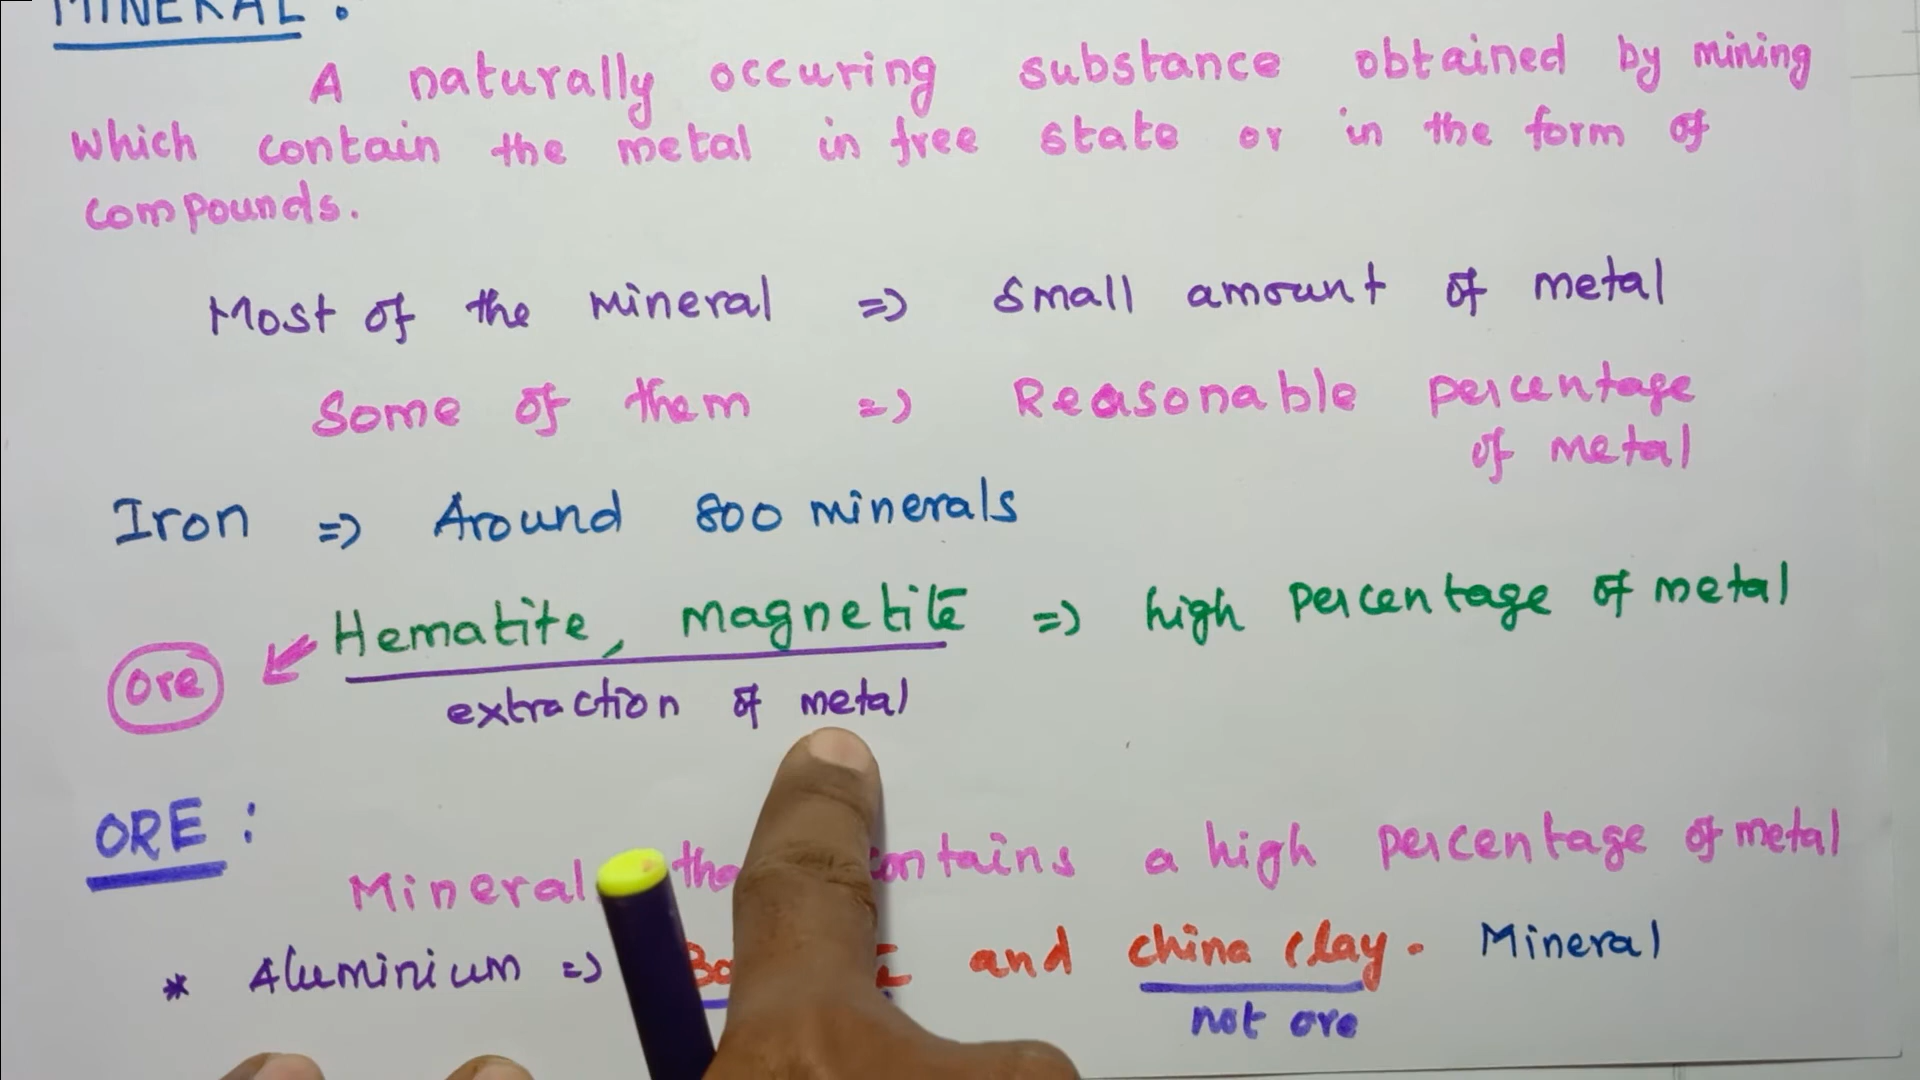 MINERAL :
A naturally occuring substance obtained by mining
which contain the metal in free state or in the form of
compounds.
Most of the mineral => Small amount of metal
Some of them => Reasonable percentage
of metal
Iron => Around 800 minerals
Hematite, magnetite => high percentage of metal
ore
extraction of metal
ORE :
Mineral contains a high percentage of metal
* Aluminium => and china clay. Mineral
not ore